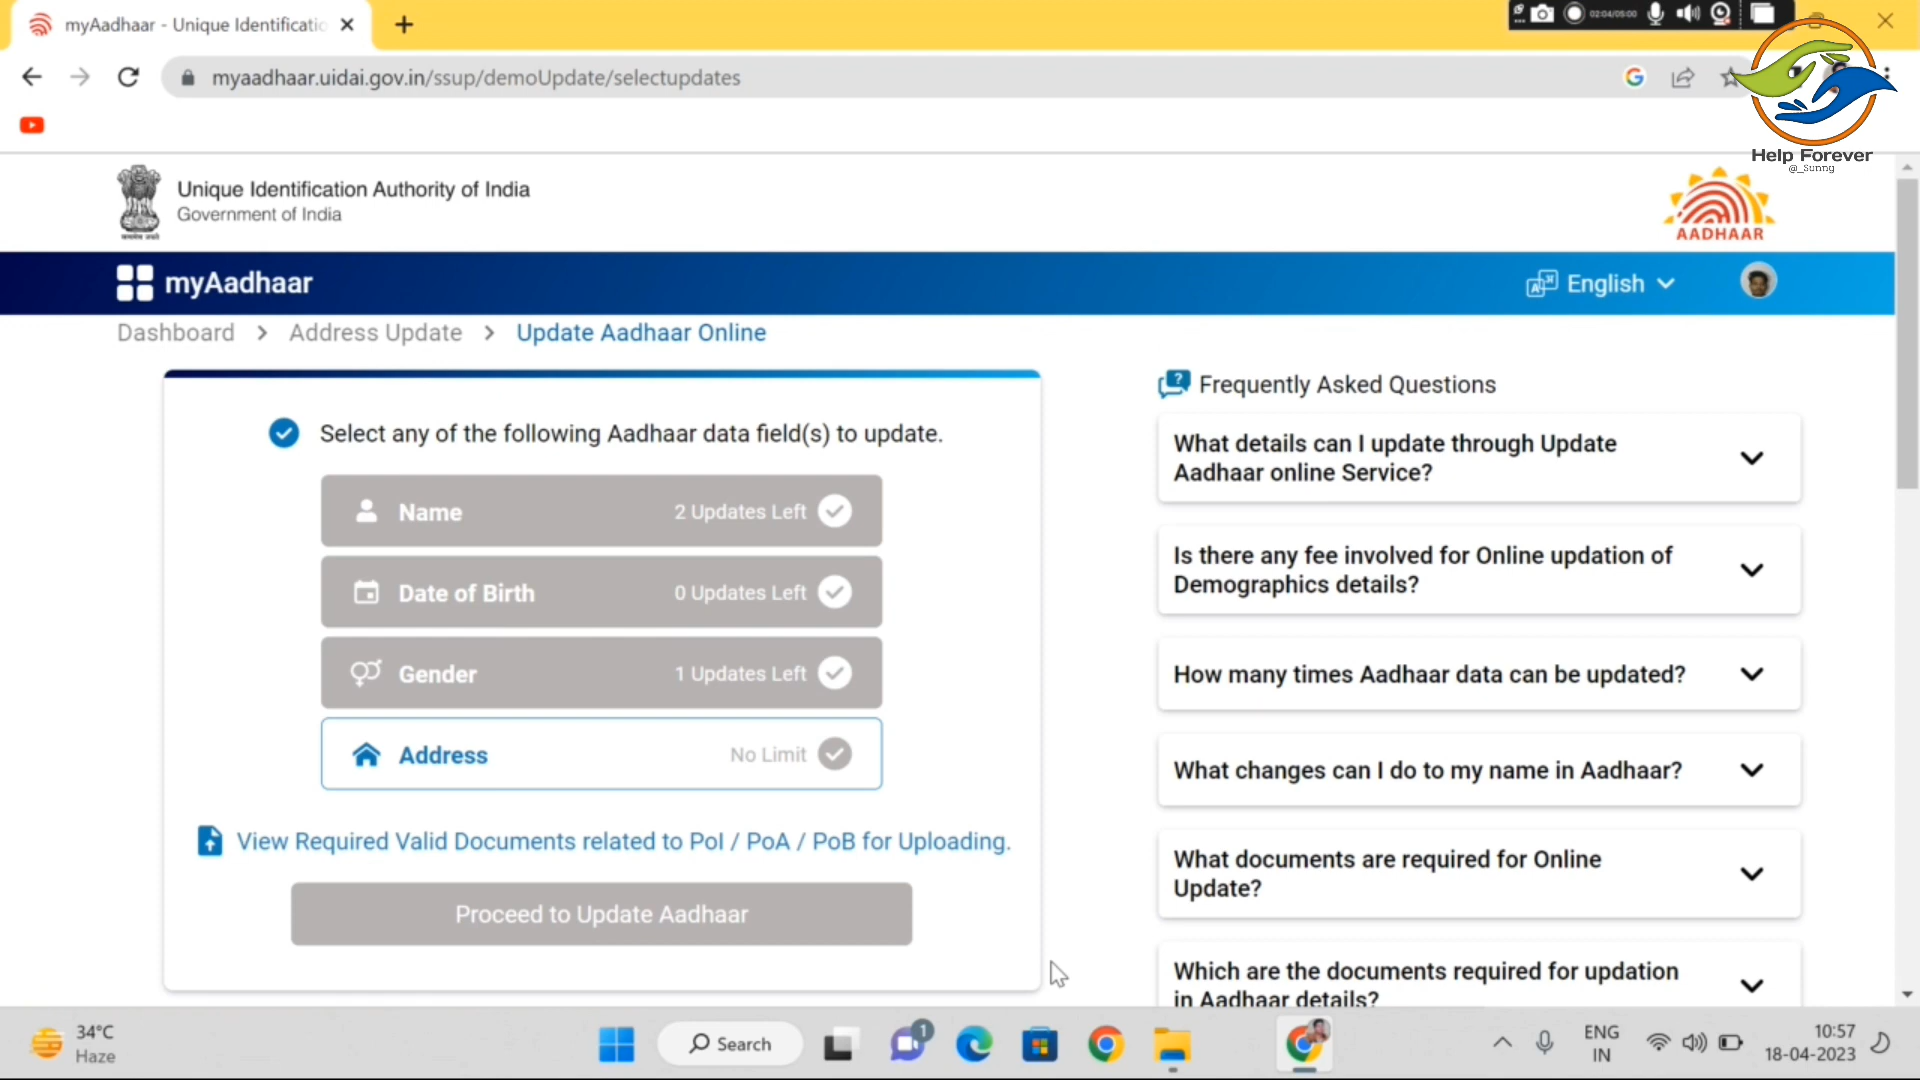 myAadhaar - Unique Identificatio
02:04/05:00
myaadhaar.uidai.gov.in/ssup/demoUpdate/selectupdates
Help Forever
@_Sunng
Unique Identification Authority of India
Government of India
AADHAAR
myAadhaar
English
Dashboard > Address Update > Update Aadhaar Online
Select any of the following Aadhaar data field(s) to update.
Name 2 Updates Left
Date of Birth 0 Updates Left
Gender 1 Updates Left
Address No Limit
View Required Valid Documents related to PoI / PoA / PoB for Uploading.
Proceed to Update Aadhaar
Frequently Asked Questions
What details can I update through Update
Aadhaar online Service?
Is there any fee involved for Online updation of
Demographics details?
How many times Aadhaar data can be updated?
What changes can I do to my name in Aadhaar?
What documents are required for Online
Update?
Which are the documents required for updation
in Aadhaar details?
34°C
Haze
Search
1
ENG
IN
10:57
18-04-2023